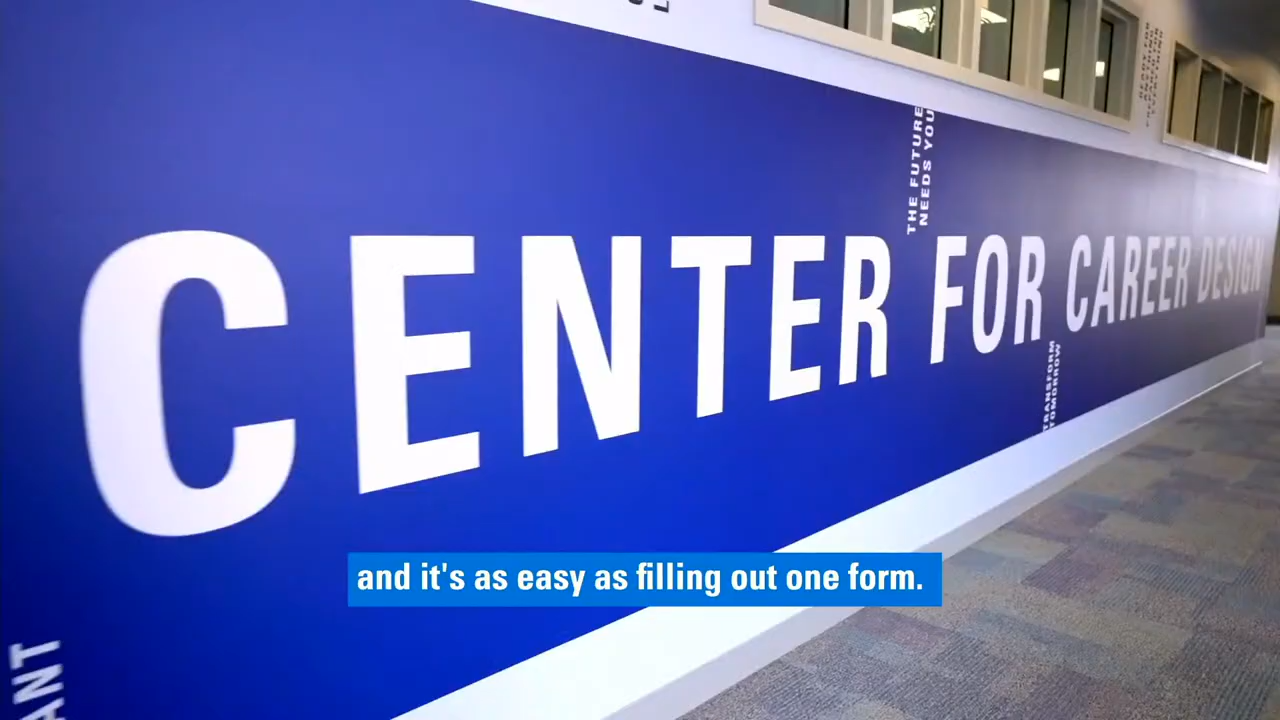 THE FUTURE
NEEDS YOU
CENTER FOR CAREER DESIGN
TRANSFORM
TOMORROW
and it's as easy as filling out one form.